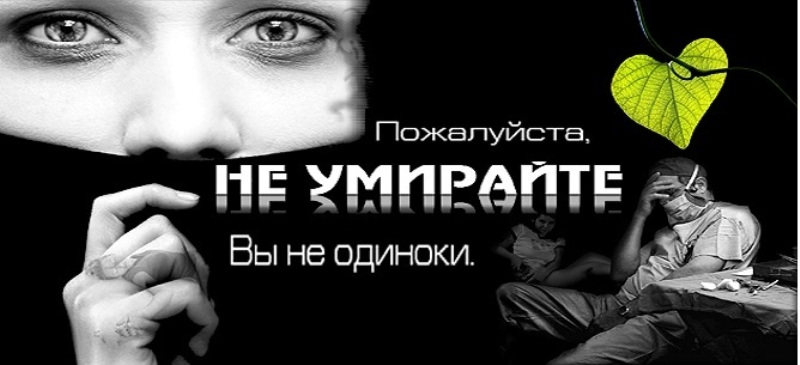 Пожалуйста,
НЕ УМИРАЙТЕ
Вы не одиноки.